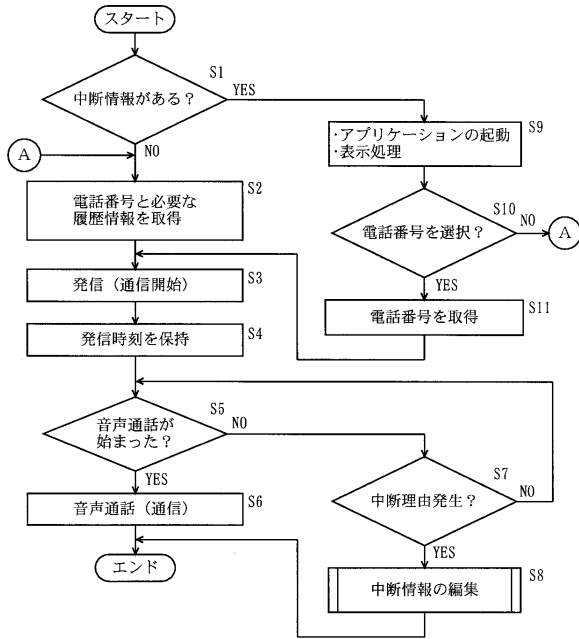 スタート
S1
中断情報がある?
YES
NO
A
S2
電話番号と必要な
履歴情報を取得
S3
発信(通信開始)
S4
発信時刻を保持
S5
音声通話が
始まった?
NO
YES
S6
音声通話(通信)
エンド
S9
・アプリケーションの起動
・表示処理
S10
電話番号を選択?
NO
A
YES
S11
電話番号を取得
S7
中断理由発生?
NO
YES
S8
中断情報の編集